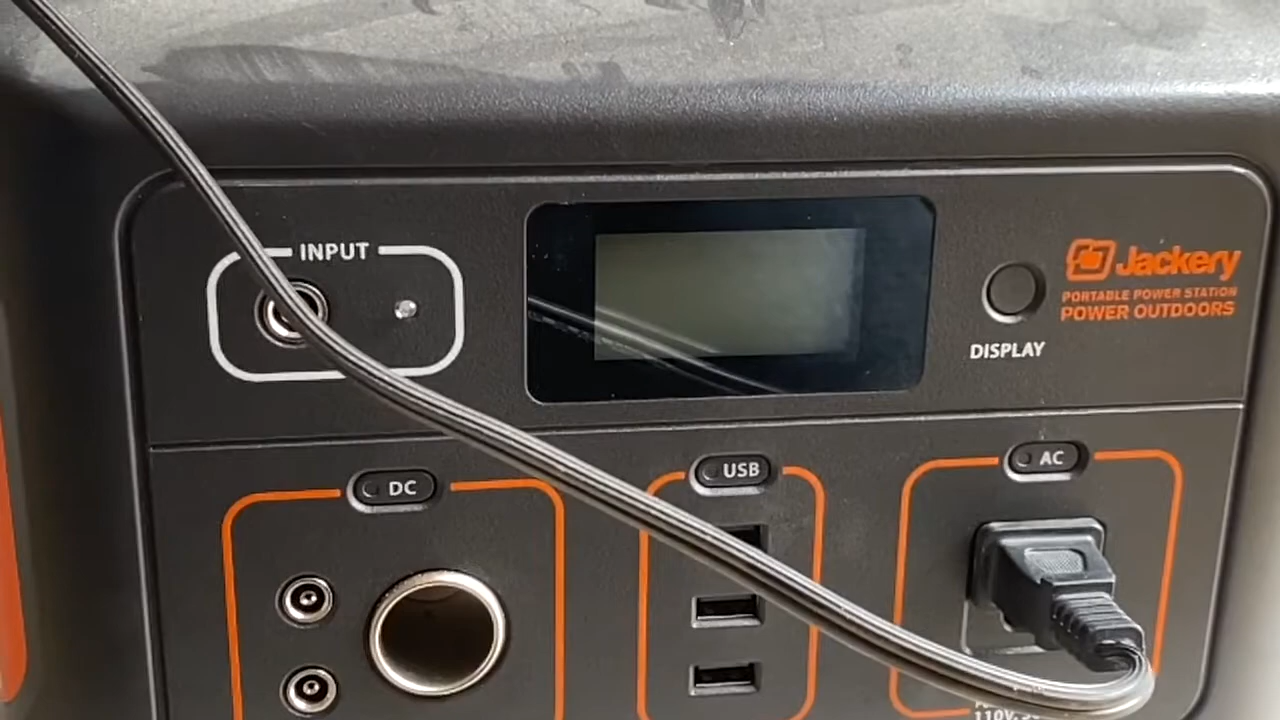 INPUT
Jackery
PORTABLE POWER STATION
POWER OUTDOORS
DISPLAY
DC
USB
AC